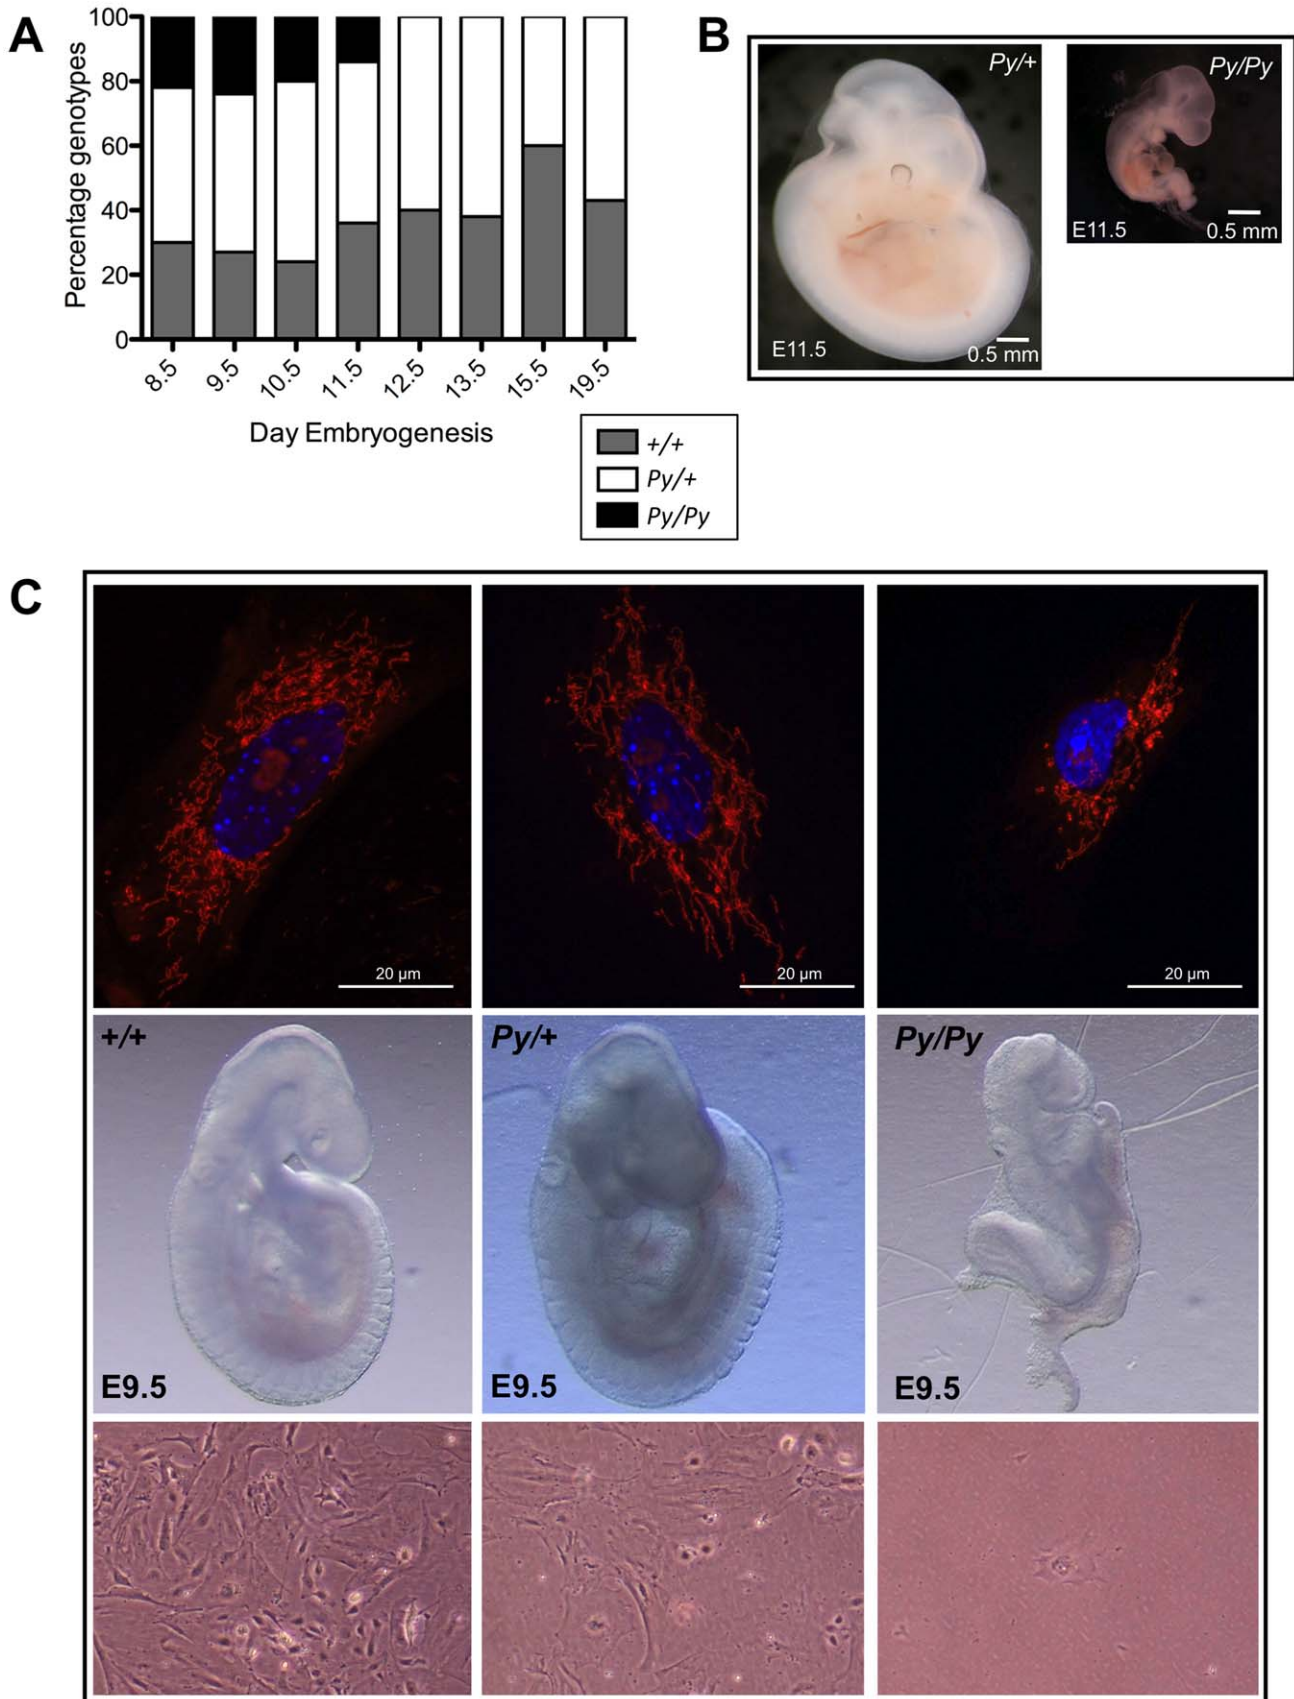 A
Percentage genotypes
100
80
60
40
20
0
8.5
9.5
10.5
11.5
12.5
13.5
15.5
19.5
Day Embryogenesis
+/+
Py/+
Py/Py
B
Py/+
E11.5
0.5 mm
Py/Py
E11.5
0.5 mm
C
20 µm
20 µm
20 µm
+/+
E9.5
Py/+
E9.5
Py/Py
E9.5